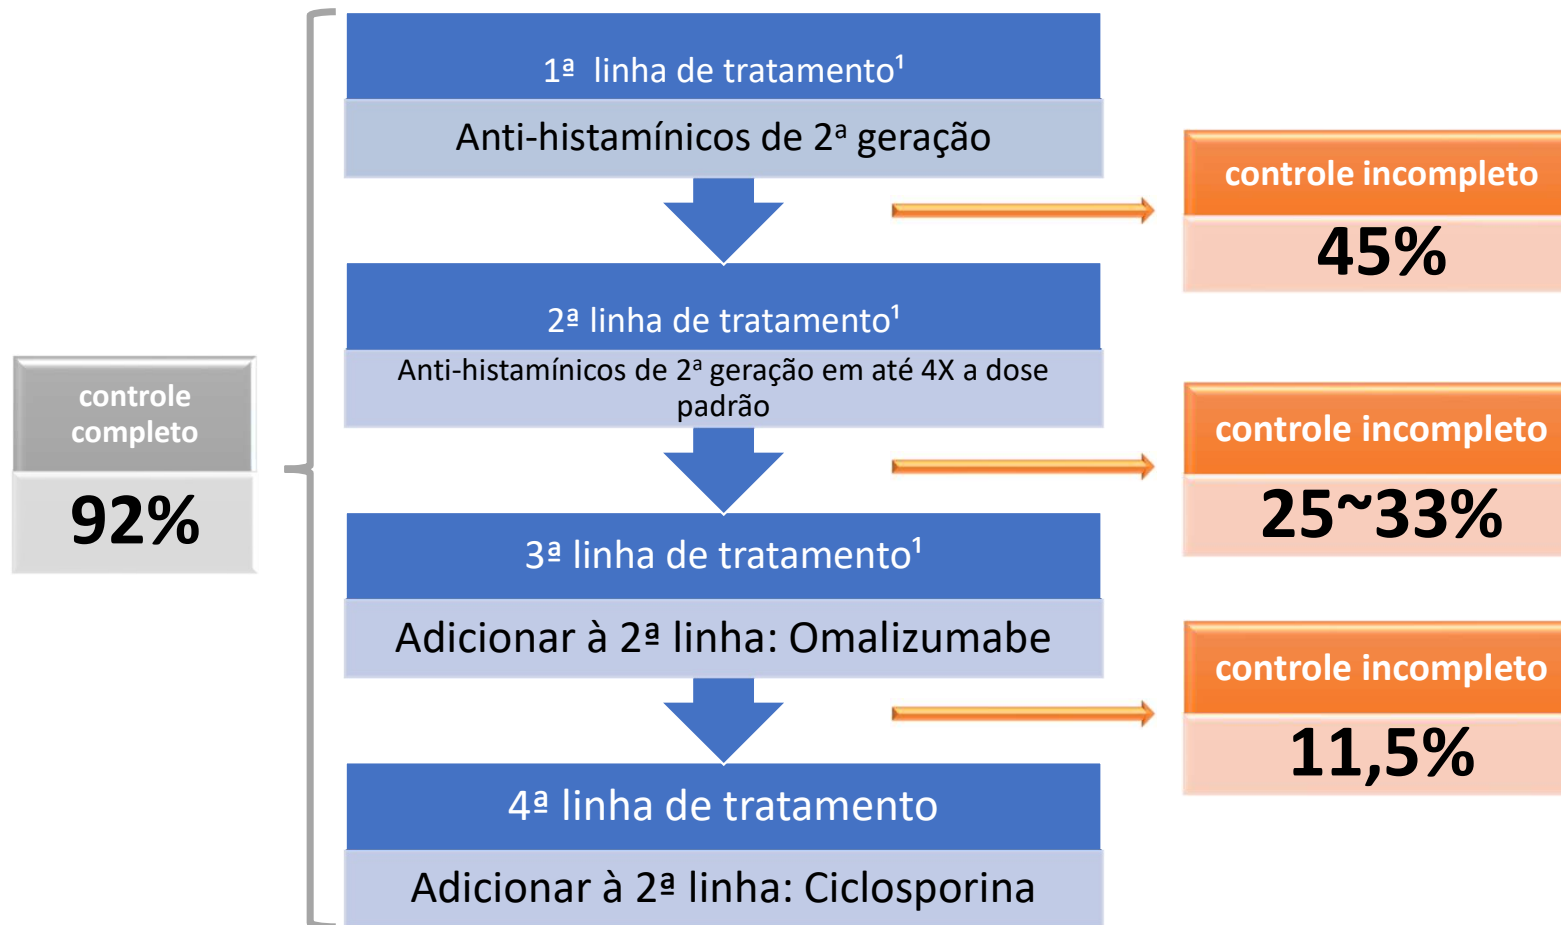 1ª linha de tratamento¹
Anti-histamínicos de 2ª geração
controle incompleto
45%
2ª linha de tratamento¹
Anti-histamínicos de 2ª geração em até 4X a dose
padrão
controle
completo
92%
controle incompleto
25~33%
3ª linha de tratamento¹
Adicionar à 2ª linha: Omalizumabe
controle incompleto
11,5%
4ª linha de tratamento
Adicionar à 2ª linha: Ciclosporina